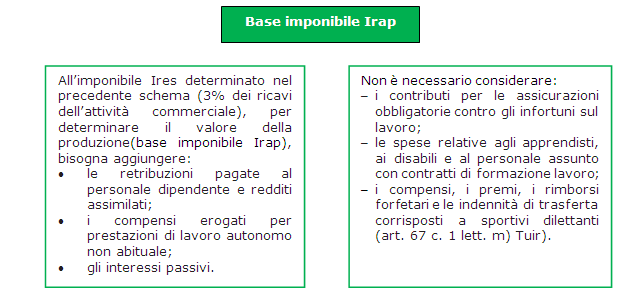 Base imponibile Irap
All’imponibile Ires determinato nel
precedente schema (3% dei ricavi
dell’attività commerciale), per
determinare il valore della
produzione(base imponibile Irap),
bisogna aggiungere:
• le retribuzioni pagate al
personale dipendente e redditi
assimilati;
• i compensi erogati per
prestazioni di lavoro autonomo
non abituale;
• gli interessi passivi.
Non è necessario considerare:
– i contributi per le assicurazioni
obbligatorie contro gli infortuni sul
lavoro;
– le spese relative agli apprendisti,
ai disabili e al personale assunto
con contratti di formazione lavoro;
– i compensi, i premi, i rimborsi
forfetari e le indennità di trasferta
corrisposti a sportivi dilettanti
(art. 67 c. 1 lett. m) Tuir).